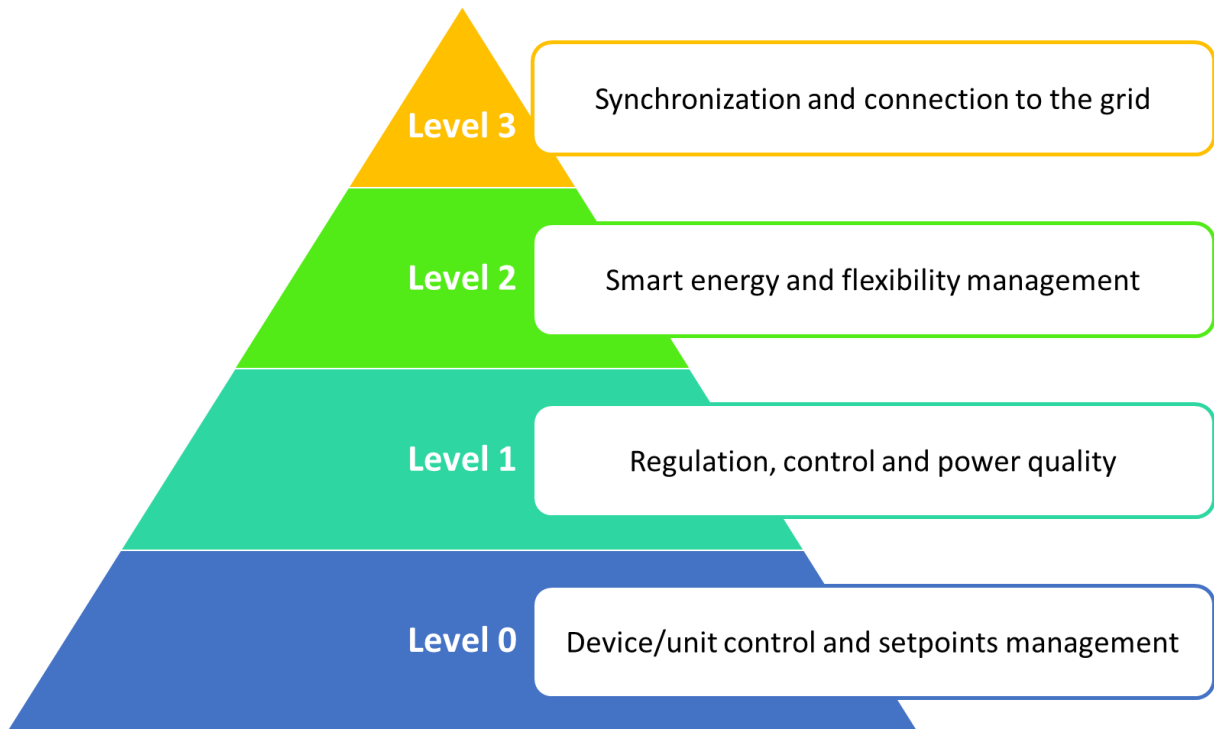 Level 3
Synchronization and connection to the grid
Level 2
Smart energy and flexibility management
Level 1
Regulation, control and power quality
Level 0
Device/unit control and setpoints management